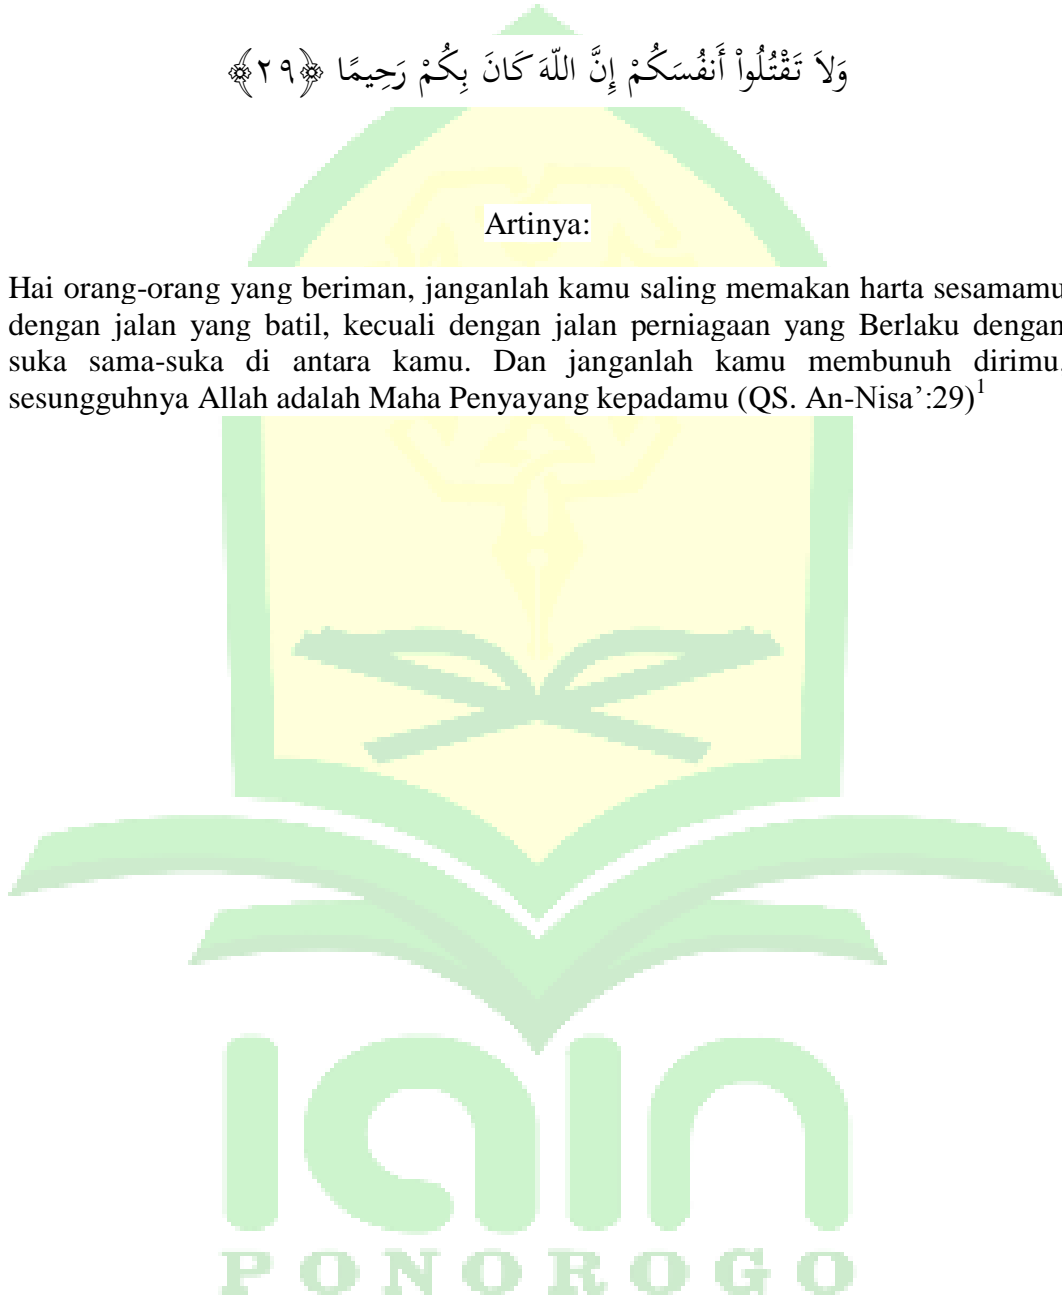 وَلاَ تَقْتُلُواْ أَنفُسَكُمْ إِنَّ اللّهَ كَانَ بِكُمْ رَحِيمًا ﴿٢٩﴾
Artinya:
Hai orang-orang yang beriman, janganlah kamu saling memakan harta sesamamu
dengan jalan yang batil, kecuali dengan jalan perniagaan yang Berlaku dengan
suka sama-suka di antara kamu. Dan janganlah kamu membunuh dirimu.
sesungguhnya Allah adalah Maha Penyayang kepadamu (QS. An-Nisa’:29)1
IAIN
PONOROGO